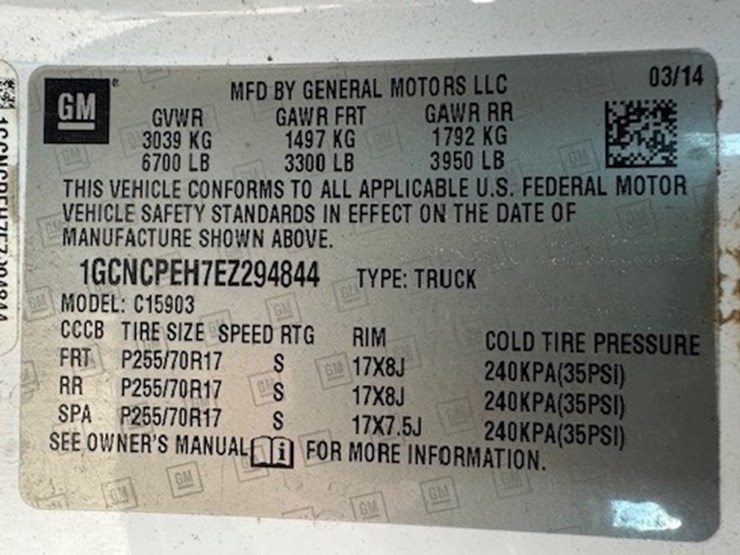 GM
MFD BY GENERAL MOTORS LLC 03/14
GVWR GAWR FRT GAWR RR
3039 KG 1497 KG 1792 KG
6700 LB 3300 LB 3950 LB
THIS VEHICLE CONFORMS TO ALL APPLICABLE U.S. FEDERAL MOTOR
VEHICLE SAFETY STANDARDS IN EFFECT ON THE DATE OF
MANUFACTURE SHOWN ABOVE.
1GCNCPEH7EZ294844 TYPE: TRUCK
MODEL: C15903
CCCB TIRE SIZE SPEED RTG RIM COLD TIRE PRESSURE
FRT P255/70R17 S 17X8J 240KPA(35PSI)
RR P255/70R17 S 17X8J 240KPA(35PSI)
SPA P255/70R17 S 17X7.5J 240KPA(35PSI)
SEE OWNER'S MANUAL FOR MORE INFORMATION.